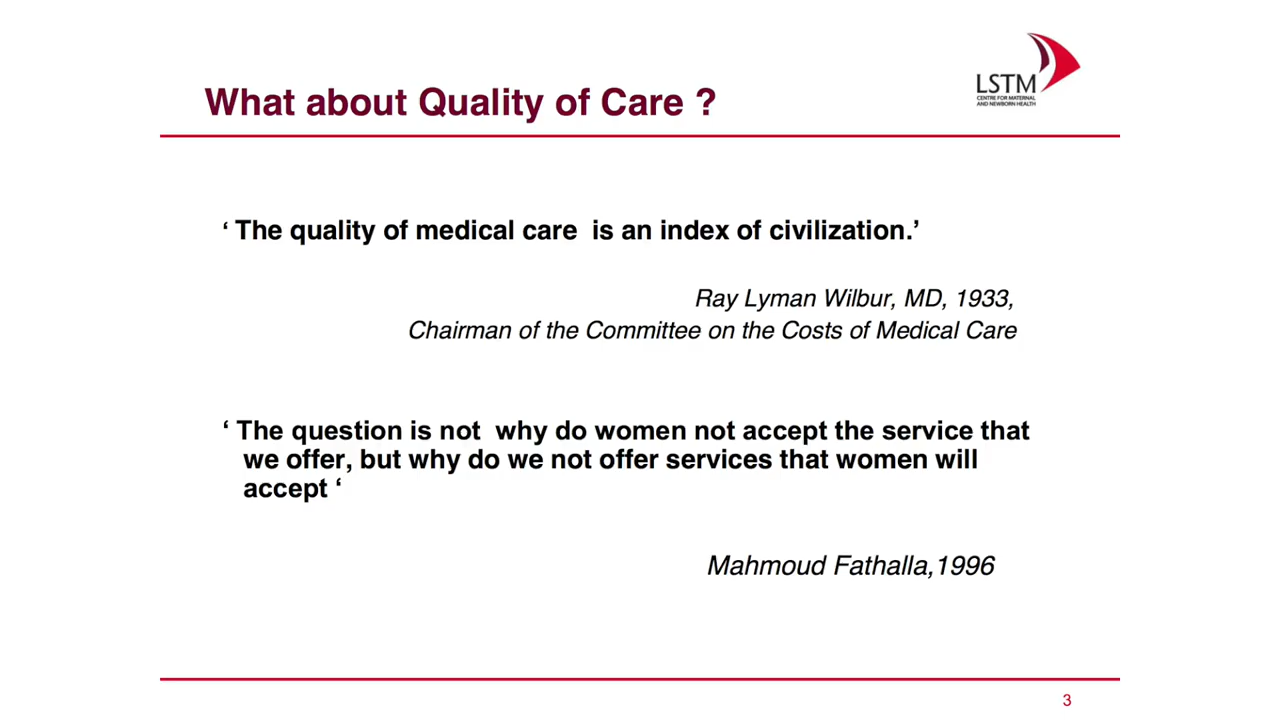 What about Quality of Care ?
LSTM
CENTRE FOR MATERNAL
AND NEWBORN HEALTH
‘ The quality of medical care  is an index of civilization.’
Ray Lyman Wilbur, MD, 1933,
Chairman of the Committee on the Costs of Medical Care
‘ The question is not  why do women not accept the service that
we offer, but why do we not offer services that women will
accept ‘
Mahmoud Fathalla,1996
3